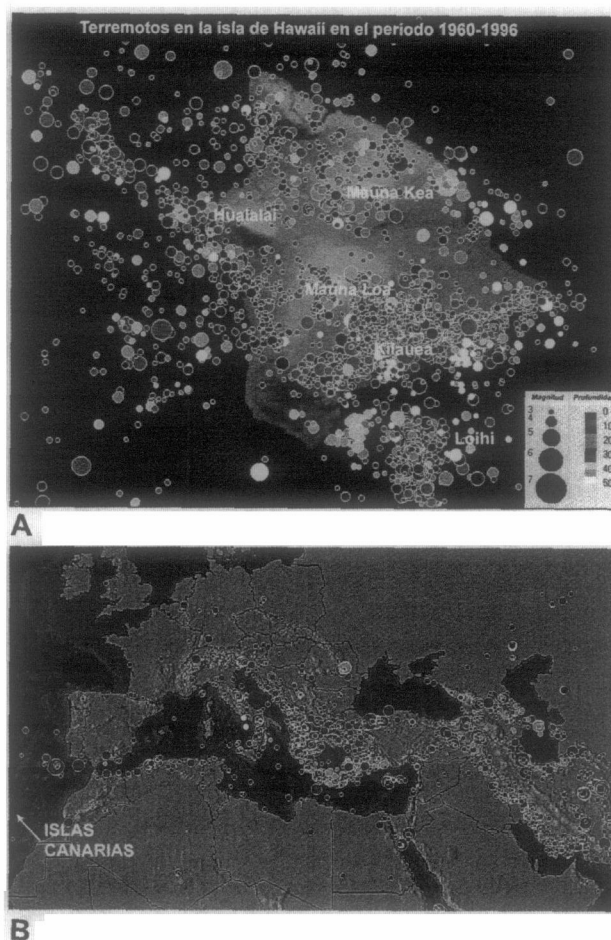 Terremotos en la isla de Hawaii en el periodo 1960-1996
Mauna Kea
Hualalai
Mauna Loa
Kilauea
Loihi
Magnitud Profundida
3
4
5
6
7
0
10
20
30
40
50
A
ISLAS
CANARIAS
B